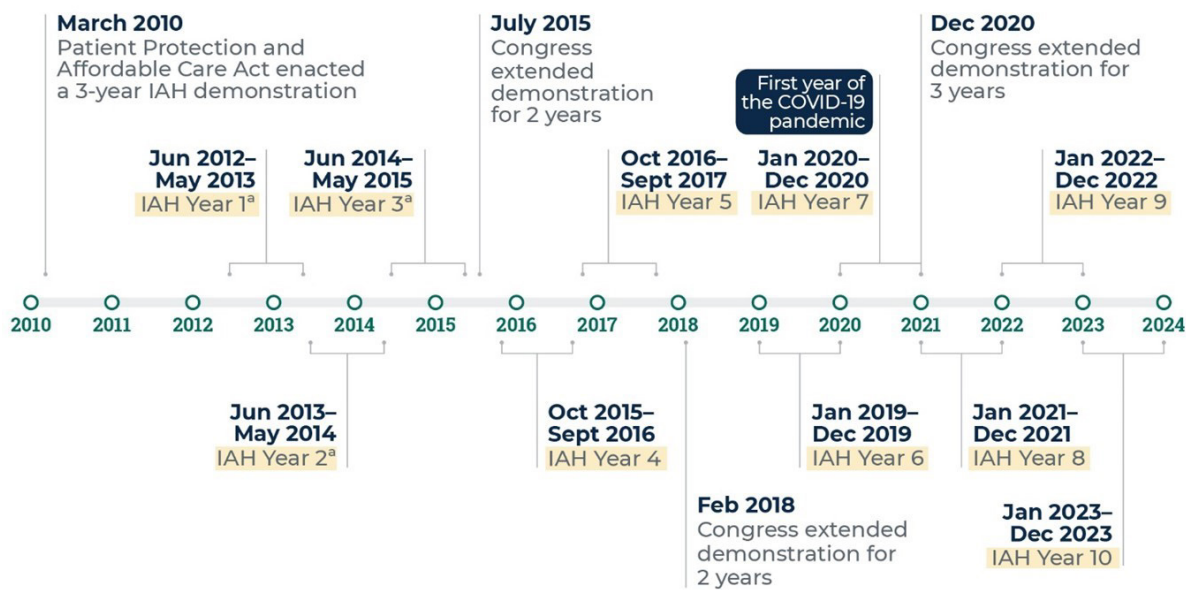 March 2010
Patient Protection and
Affordable Care Act enacted
a 3-year IAH demonstration
July 2015
Congress
extended
demonstration
for 2 years
Dec 2020
Congress extended
demonstration for
3 years
First year of
the COVID-19
pandemic
Jun 2012–
May 2013
IAH Year 1ᵃ
Jun 2014–
May 2015
IAH Year 3ᵃ
Oct 2016–
Sept 2017
IAH Year 5
Jan 2020–
Dec 2020
IAH Year 7
Jan 2022–
Dec 2022
IAH Year 9
2010 2011 2012 2013 2014 2015 2016 2017 2018 2019 2020 2021 2022 2023 2024
Jun 2013–
May 2014
IAH Year 2ᵃ
Oct 2015–
Sept 2016
IAH Year 4
Jan 2019–
Dec 2019
IAH Year 6
Jan 2021–
Dec 2021
IAH Year 8
Feb 2018
Congress extended
demonstration for
2 years
Jan 2023–
Dec 2023
IAH Year 10